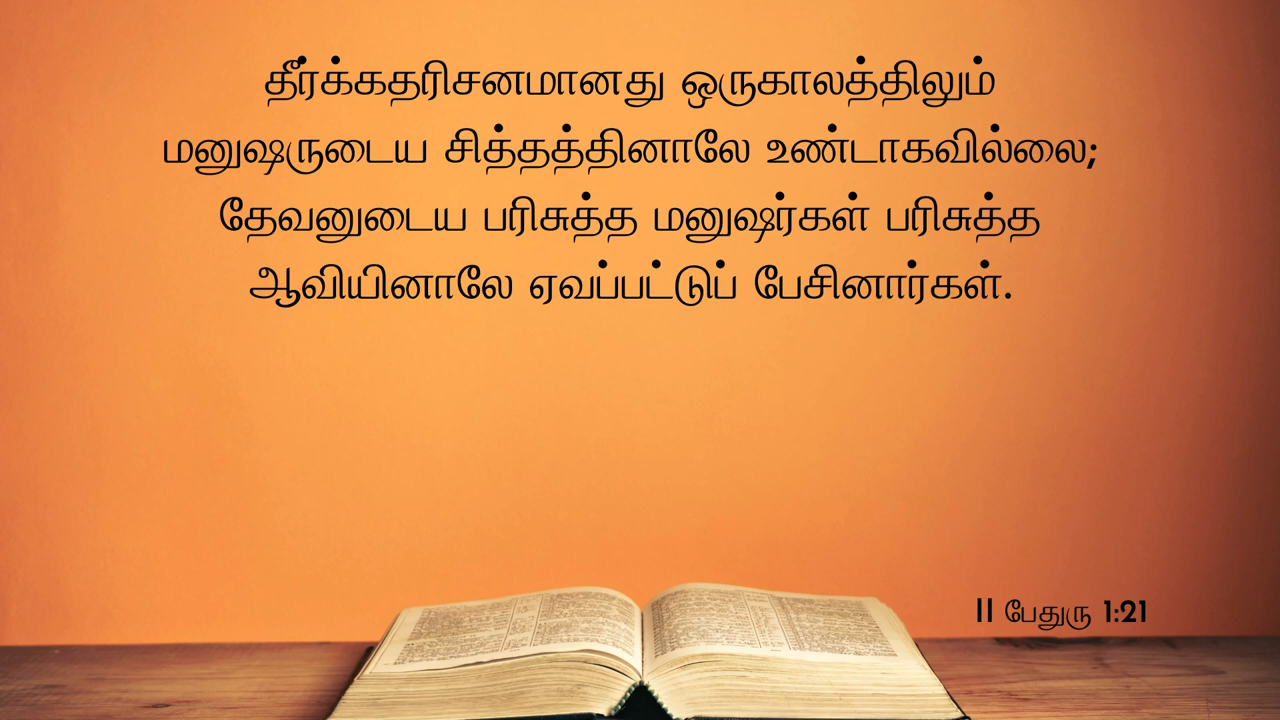 தீர்க்கதரிசனமானது ஒருகாலத்திலும்
மனுஷருடைய சித்தத்தினாலே உண்டாகவில்லை;
தேவனுடைய பரிசுத்த மனுஷர்கள் பரிசுத்த
ஆவியினாலே ஏவப்பட்டுப் பேசினார்கள்.
II பேதுரு 1:21